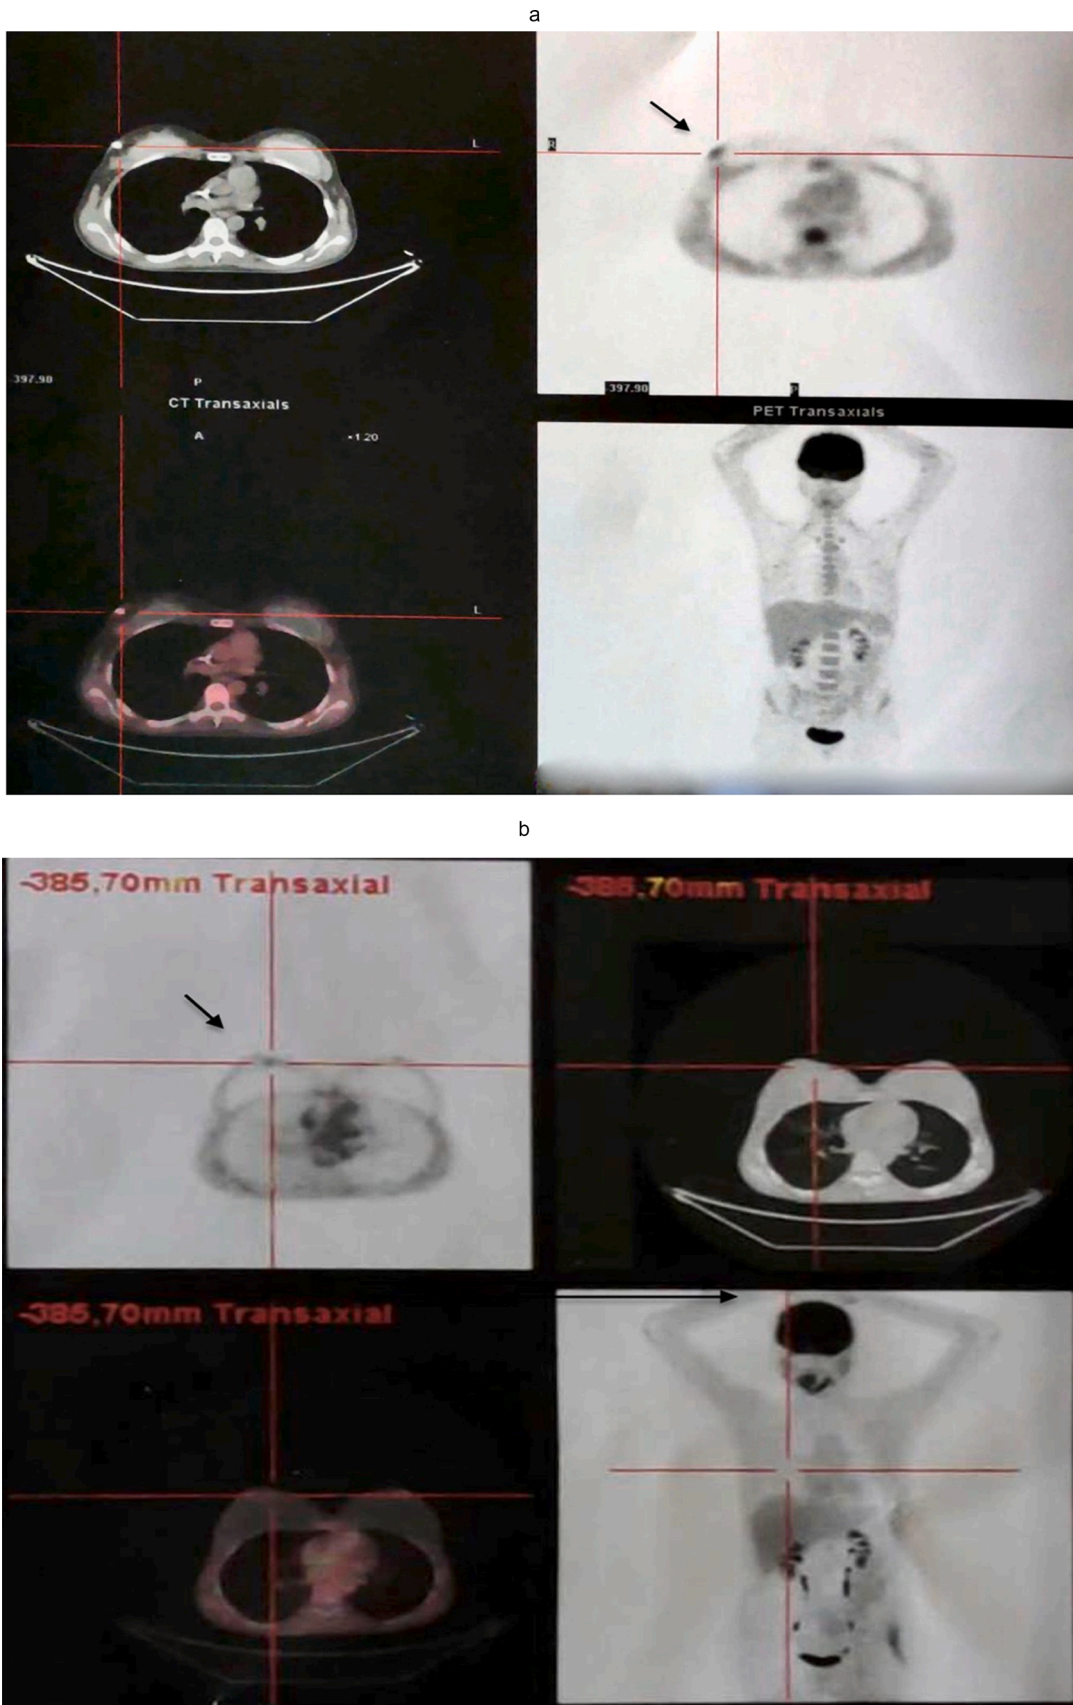 a
L
R
397.90
P
CT Transaxials
397.90
P
PET Transaxials
A
×1.20
L
b
-385.70mm Transaxial
-385.70mm Transaxial
-385.70mm Transaxial